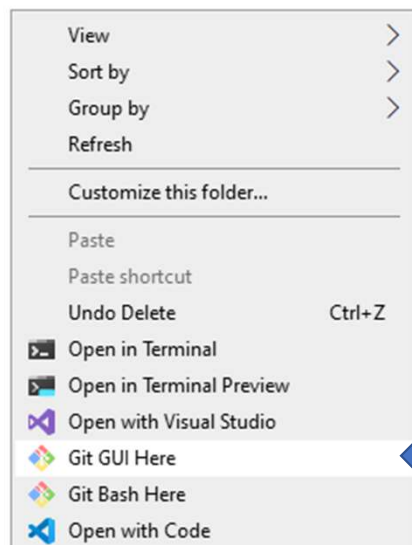 View
Sort by
Group by
Refresh
Customize this folder...
Paste
Paste shortcut
Undo Delete Ctrl+Z
Open in Terminal
Open in Terminal Preview
Open with Visual Studio
Git GUI Here
Git Bash Here
Open with Code